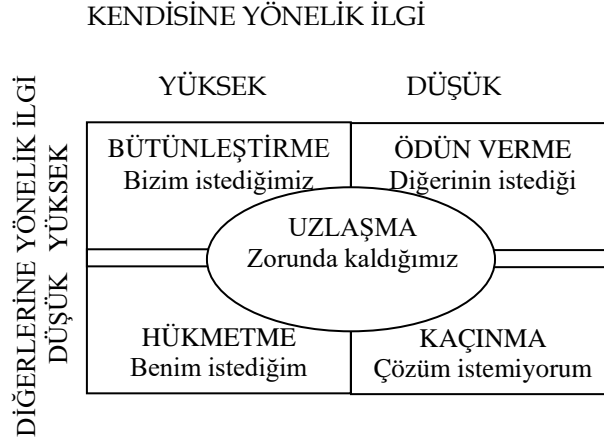 KENDİSİNE YÖNELİK İLGİ
YÜKSEK DÜŞÜK
DİĞERLERİNE YÖNELİK İLGİ
DÜŞÜK YÜKSEK
BÜTÜNLEŞTİRME
Bizim istediğimiz
ÖDÜN VERME
Diğerinin istediği
UZLAŞMA
Zorunda kaldığımız
HÜKMETME
Benim istediğim
KAÇINMA
Çözüm istemiyorum